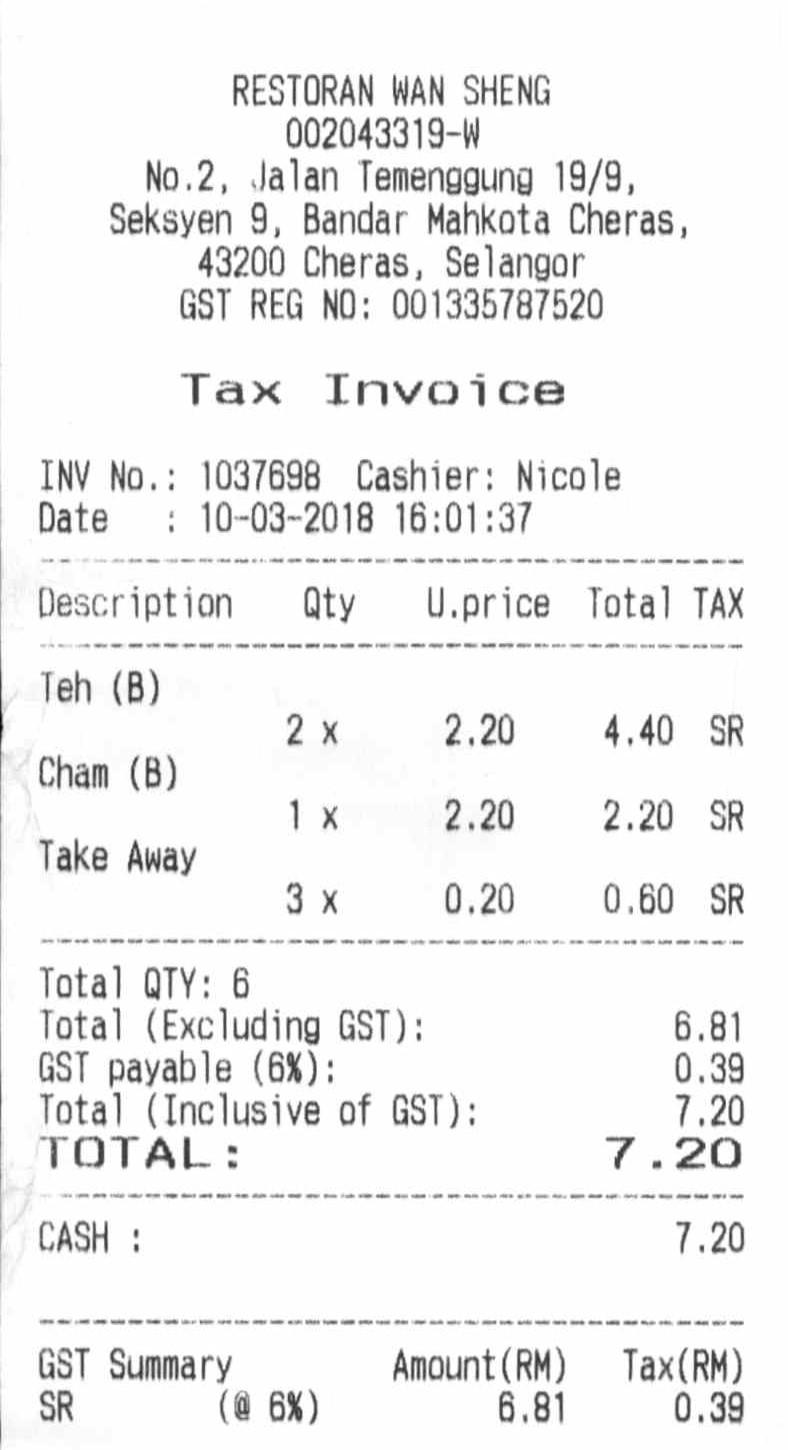 RESTORAN WAN SHENG
002043319-W
No.2, Jalan Temenggung 19/9,
Seksyen 9, Bandar Mahkota Cheras,
43200 Cheras, Selangor
GST REG NO: 001335787520
Tax Invoice
INV No.: 1037698 Cashier: Nicole
Date : 10-03-2018 16:01:37
Description Qty U.price Total TAX
Teh (B)
2 x 2.20 4.40 SR
Cham (B)
1 x 2.20 2.20 SR
Take Away
3 x 0.20 0.60 SR
Total QTY: 6
Total (Excluding GST): 6.81
GST payable (6%): 0.39
Total (Inclusive of GST): 7.20
TOTAL: 7.20
CASH : 7.20
GST Summary Amount(RM) Tax(RM)
SR (@ 6%) 6.81 0.39